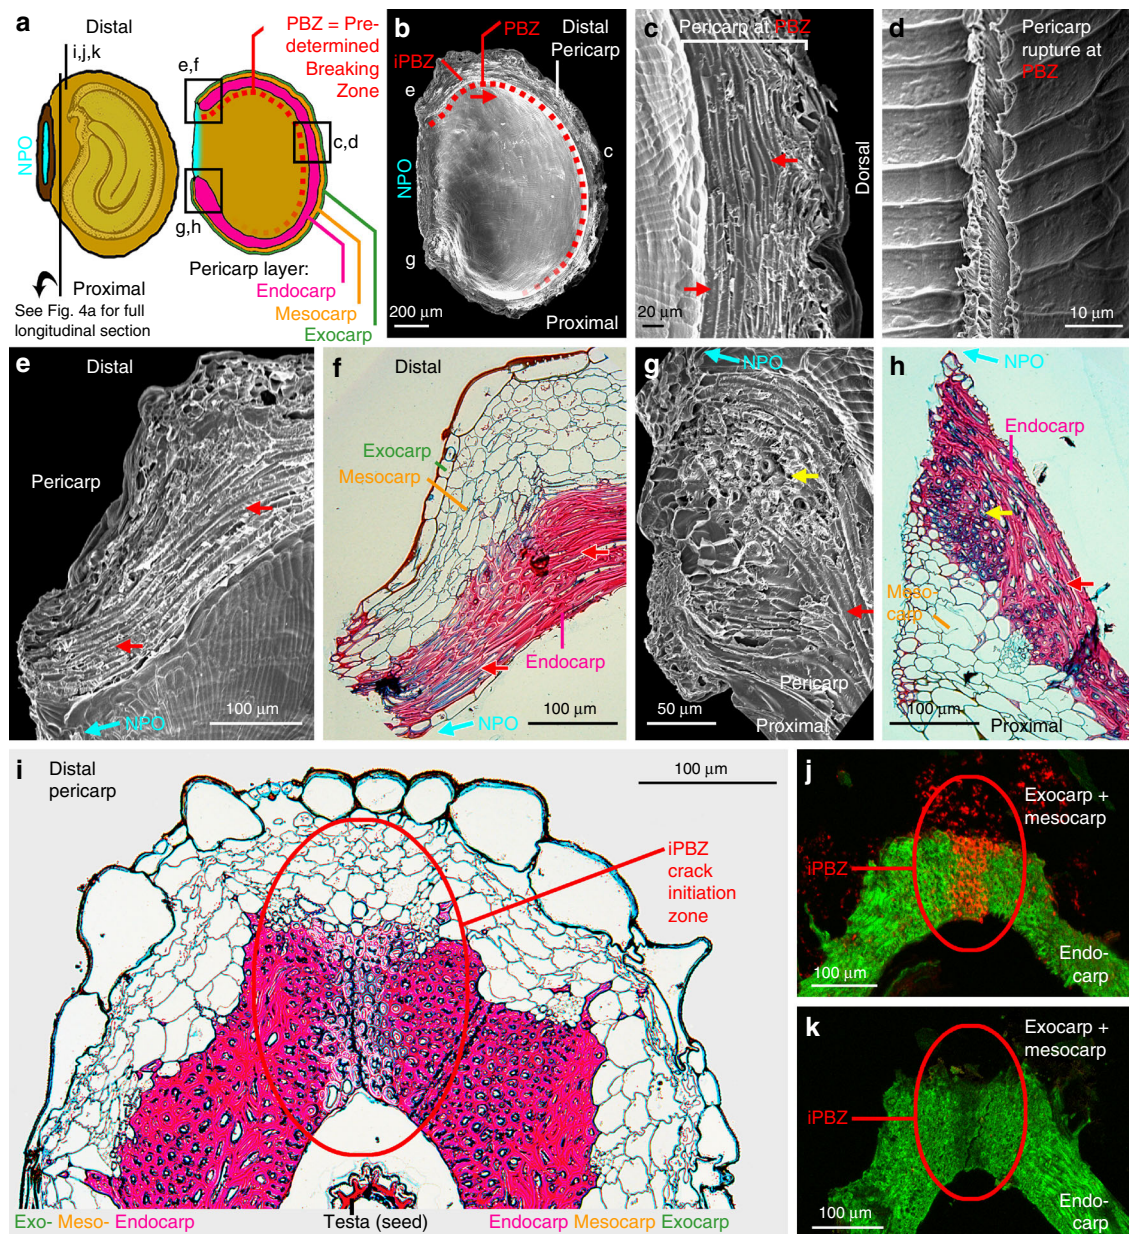 a
Distal
i,j,k
PBZ = Pre-
determined
Breaking
Zone
e,f
NPO
c,d
g,h
Proximal
See Fig. 4a for full
longitudinal section
Pericarp layer:
Endocarp
Mesocarp
Exocarp
b
PBZ
Distal
Pericarp
iPBZ
e
c
NPO
g
200 μm
Proximal
c
Pericarp at PBZ
Dorsal
20 μm
d
Pericarp
rupture at
PBZ
10 μm
e
Distal
Pericarp
NPO
100 μm
f
Distal
Exocarp
Mesocarp
Endocarp
NPO
100 μm
g
NPO
Pericarp
50 μm
Proximal
h
NPO
Endocarp
Meso-
carp
100 μm
Proximal
i
Distal
pericarp
100 μm
iPBZ
crack
initiation
zone
Exo- Meso- Endocarp
Testa (seed)
Endocarp Mesocarp Exocarp
j
Exocarp +
mesocarp
iPBZ
Endo-
carp
100 μm
k
Exocarp +
mesocarp
iPBZ
Endo-
carp
100 μm